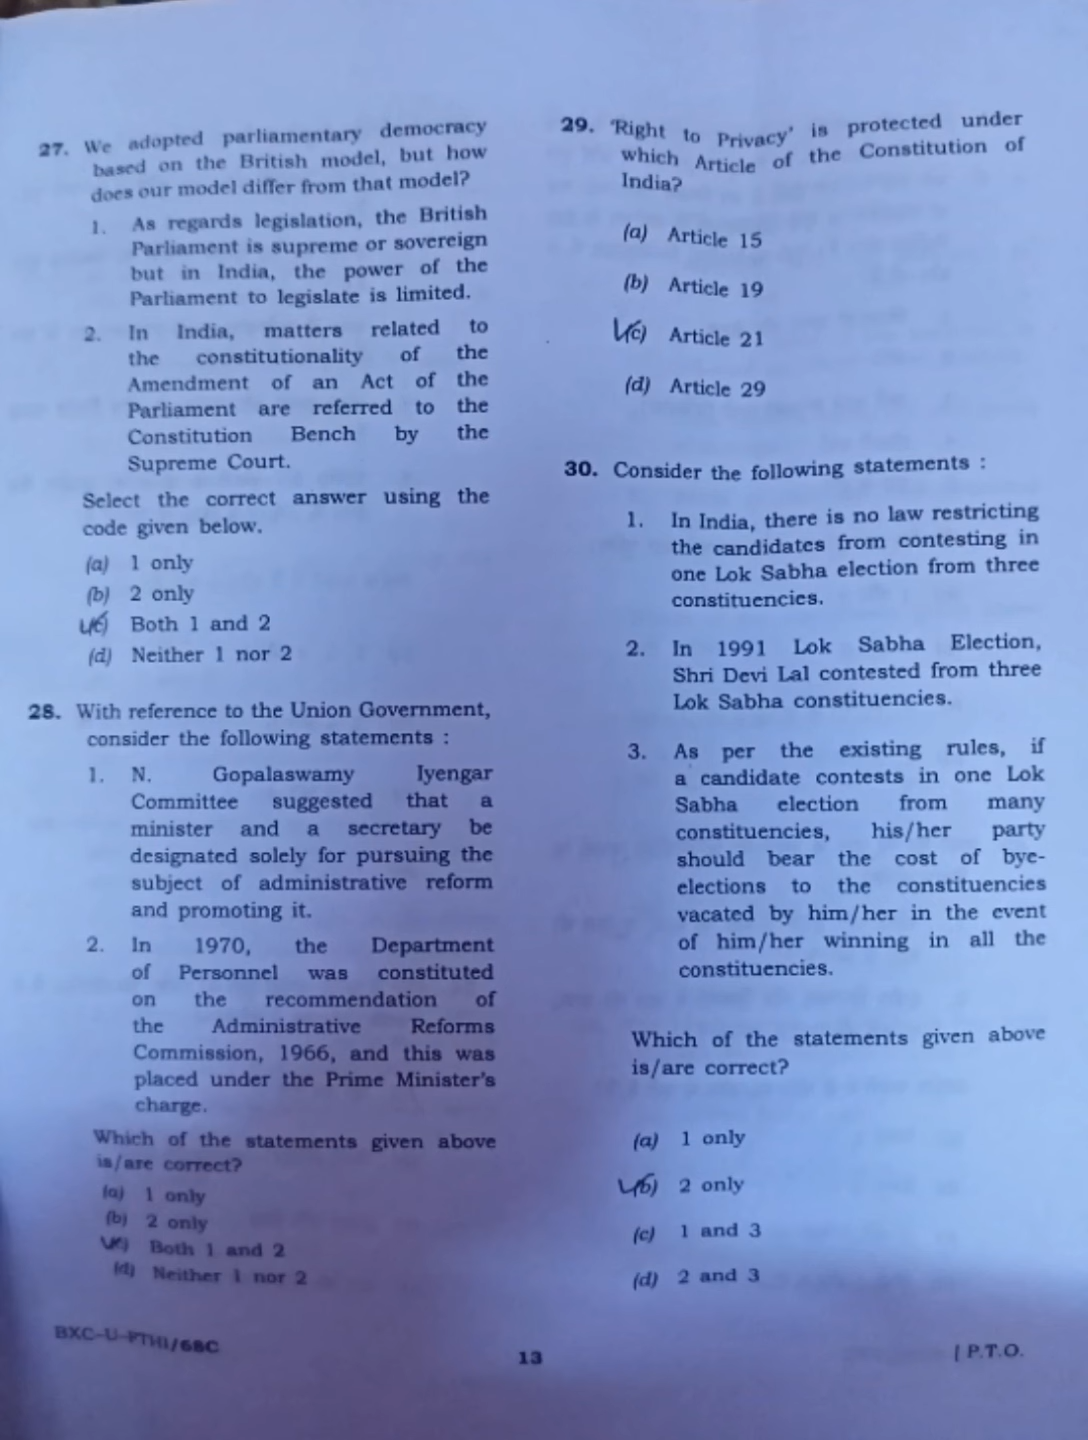 27. We adopted parliamentary democracy
based on the British model, but how
does our model differ from that model?
1. As regards legislation, the British
Parliament is supreme or sovereign
but in India, the power of the
Parliament to legislate is limited.
2. In India, matters related to
the constitutionality of the
Amendment of an Act of the
Parliament are referred to the
Constitution Bench by the
Supreme Court.
Select the correct answer using the
code given below.
(a) 1 only
(b) 2 only
(c) Both 1 and 2
(d) Neither 1 nor 2
28. With reference to the Union Government,
consider the following statements :
1. N. Gopalaswamy Iyengar
Committee suggested that a
minister and a secretary be
designated solely for pursuing the
subject of administrative reform
and promoting it.
2. In 1970, the Department
of Personnel was constituted
on the recommendation of
the Administrative Reforms
Commission, 1966, and this was
placed under the Prime Minister's
charge.
Which of the statements given above
is/are correct?
(a) 1 only
(b) 2 only
(c) Both 1 and 2
(d) Neither 1 nor 2
29. 'Right to Privacy' is protected under
which Article of the Constitution of
India?
(a) Article 15
(b) Article 19
(c) Article 21
(d) Article 29
30. Consider the following statements :
1. In India, there is no law restricting
the candidates from contesting in
one Lok Sabha election from three
constituencies.
2. In 1991 Lok Sabha Election,
Shri Devi Lal contested from three
Lok Sabha constituencies.
3. As per the existing rules, if
a candidate contests in one Lok
Sabha election from many
constituencies, his/her party
should bear the cost of bye-
elections to the constituencies
vacated by him/her in the event
of him/her winning in all the
constituencies.
Which of the statements given above
is/are correct?
(a) 1 only
(b) 2 only
(c) 1 and 3
(d) 2 and 3
BXC-U-FTHI/68C
13
[ P.T.O.